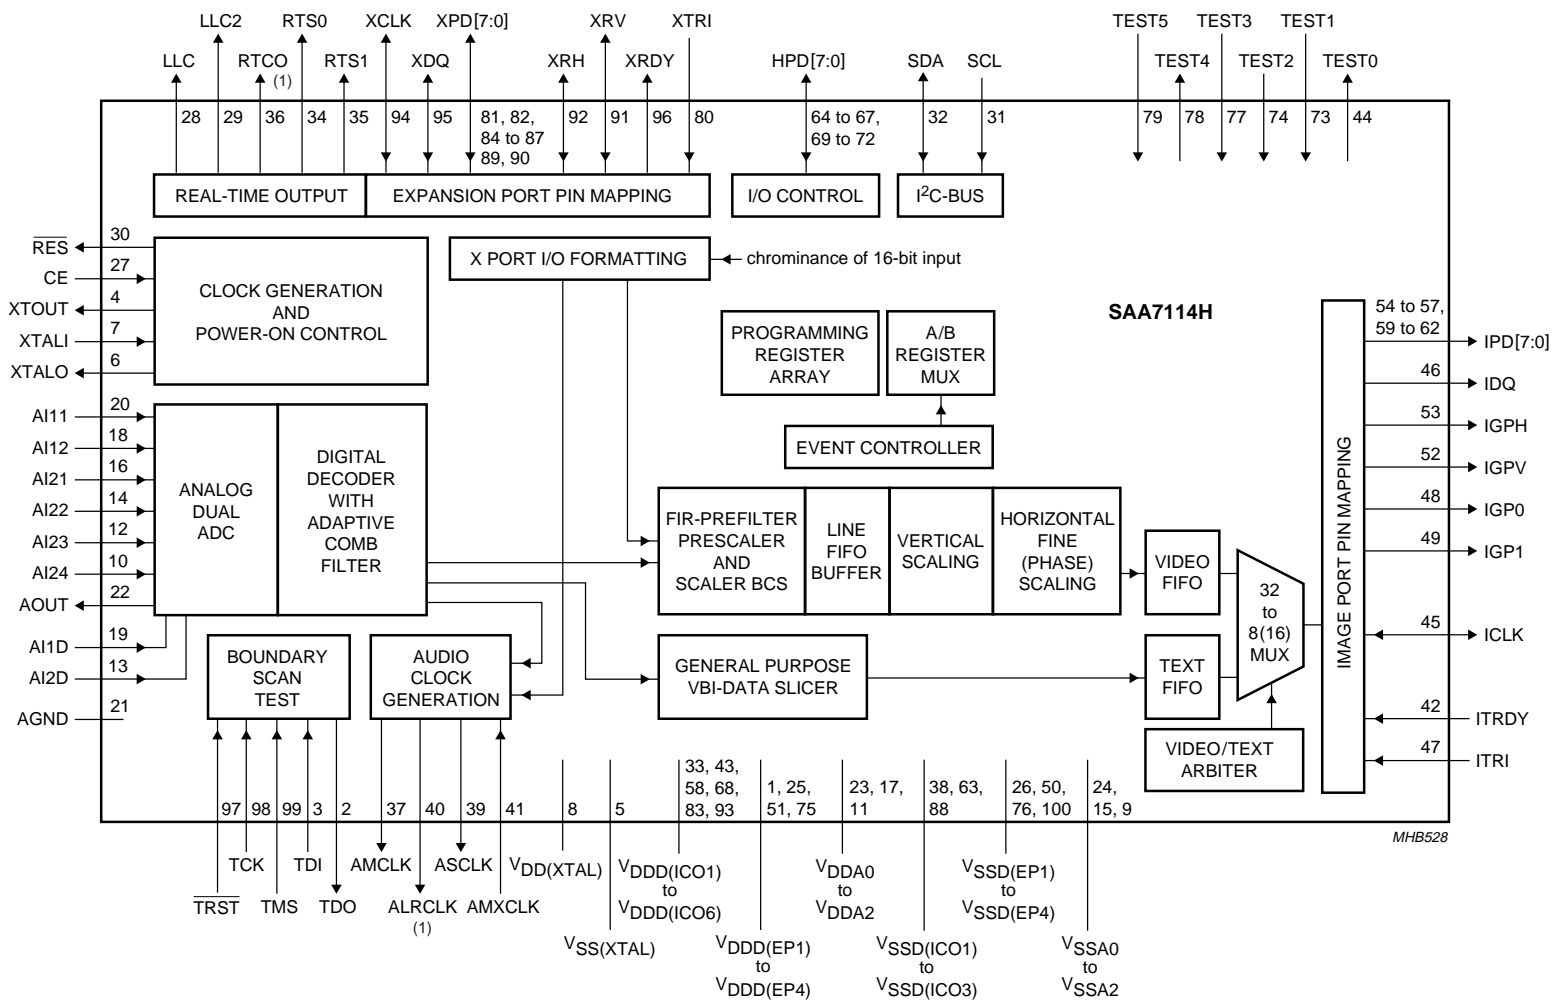 LLC2 RTS0 XCLK XPD[7:0] XRV XTRI TEST5 TEST3 TEST1
LLC RTCO RTS1 XDQ XRH XRDY HPD[7:0] SDA SCL TEST4 TEST2 TEST0
(1)
28 29 36 34 35 94 95 81, 82, 92 91 96 80 64 to 67, 32 31 79 78 77 74 73 44
84 to 87 69 to 72
89, 90
REAL-TIME OUTPUT EXPANSION PORT PIN MAPPING I/O CONTROL I2C-BUS
RES 30
CE 27
XTOUT 4
XTALI 7
XTALO 6
CLOCK GENERATION
AND
POWER-ON CONTROL
X PORT I/O FORMATTING chrominance of 16-bit input
SAA7114H
PROGRAMMING
REGISTER
ARRAY
A/B
REGISTER
MUX
EVENT CONTROLLER
54 to 57,
59 to 62
IPD[7:0]
46 IDQ
53 IGPH
52 IGPV
48 IGP0
49 IGP1
45 ICLK
42 ITRDY
47 ITRI
IMAGE PORT PIN MAPPING
AI11 20
AI12 18
AI21 16
AI22 14
AI23 12
AI24 10
AOUT 22
AI1D 19
AI2D 13
AGND 21
ANALOG
DUAL
ADC
DIGITAL
DECODER
WITH
ADAPTIVE
COMB
FILTER
FIR-PREFILTER
PRESCALER
AND
SCALER BCS
LINE
FIFO
BUFFER
VERTICAL
SCALING
HORIZONTAL
FINE
(PHASE)
SCALING
VIDEO
FIFO
32
to
8(16)
MUX
BOUNDARY
SCAN
TEST
AUDIO
CLOCK
GENERATION
GENERAL PURPOSE
VBI-DATA SLICER
TEXT
FIFO
VIDEO/TEXT
ARBITER
97 98 99 3 2 37 40 39 41 8 5
33, 43,
58, 68,
83, 93
1, 25,
51, 75
23, 17,
11
38, 63,
88
26, 50,
76, 100
24,
15, 9
MHB528
TCK TDI AMCLK ASCLK VDD(XTAL)
TRST TMS TDO ALRCLK AMXCLK
(1)
VSS(XTAL)
VDDD(ICO1)
to
VDDD(ICO6)
VDDD(EP1)
to
VDDD(EP4)
VDDA0
to
VDDA2
VSSD(ICO1)
to
VSSD(ICO3)
VSSD(EP1)
to
VSSD(EP4)
VSSA0
to
VSSA2